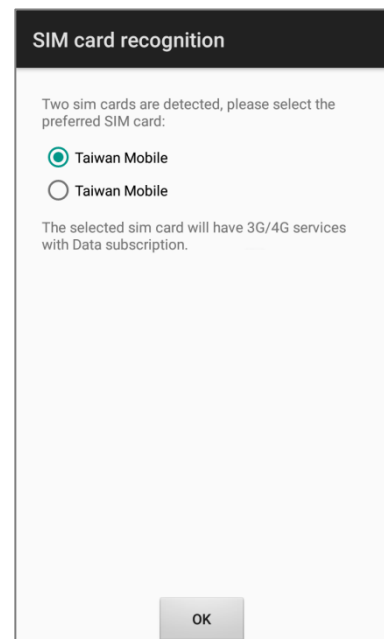 SIM card recognition
Two sim cards are detected, please select the
preferred SIM card:
Taiwan Mobile
Taiwan Mobile
The selected sim card will have 3G/4G services
with Data subscription.
OK